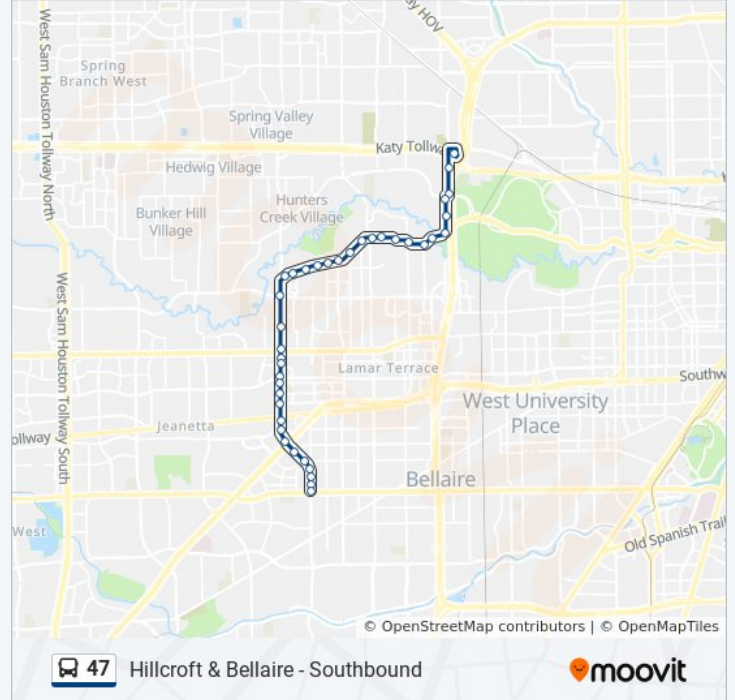 y HOV
West Sam Houston Tollway North
Spring
Branch West
Spring Valley
Village
Katy Tollw
Hedwig Village
Hunters
Creek Village
Bunker Hill
Village
West Sam Houston Tollway South
Lamar Terrace
Southw
West University
Place
Jeanetta
ollway
Bellaire
West
Old Spanish Trail
© OpenStreetMap contributors | © OpenMapTiles
47 Hillcroft & Bellaire - Southbound
moovit